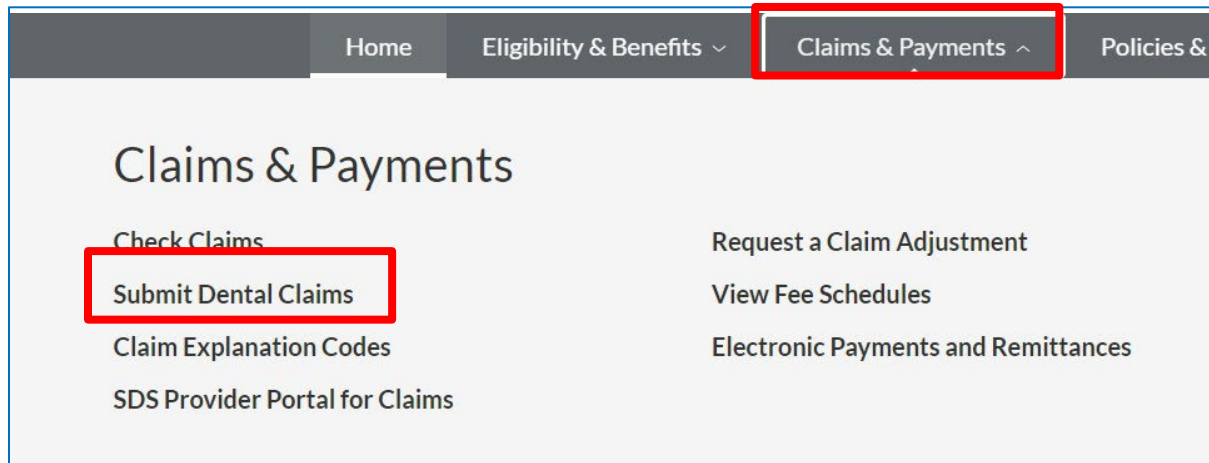 Home Eligibility & Benefits Claims & Payments Policies &
Claims & Payments
Check Claims
Submit Dental Claims
Claim Explanation Codes
SDS Provider Portal for Claims
Request a Claim Adjustment
View Fee Schedules
Electronic Payments and Remittances